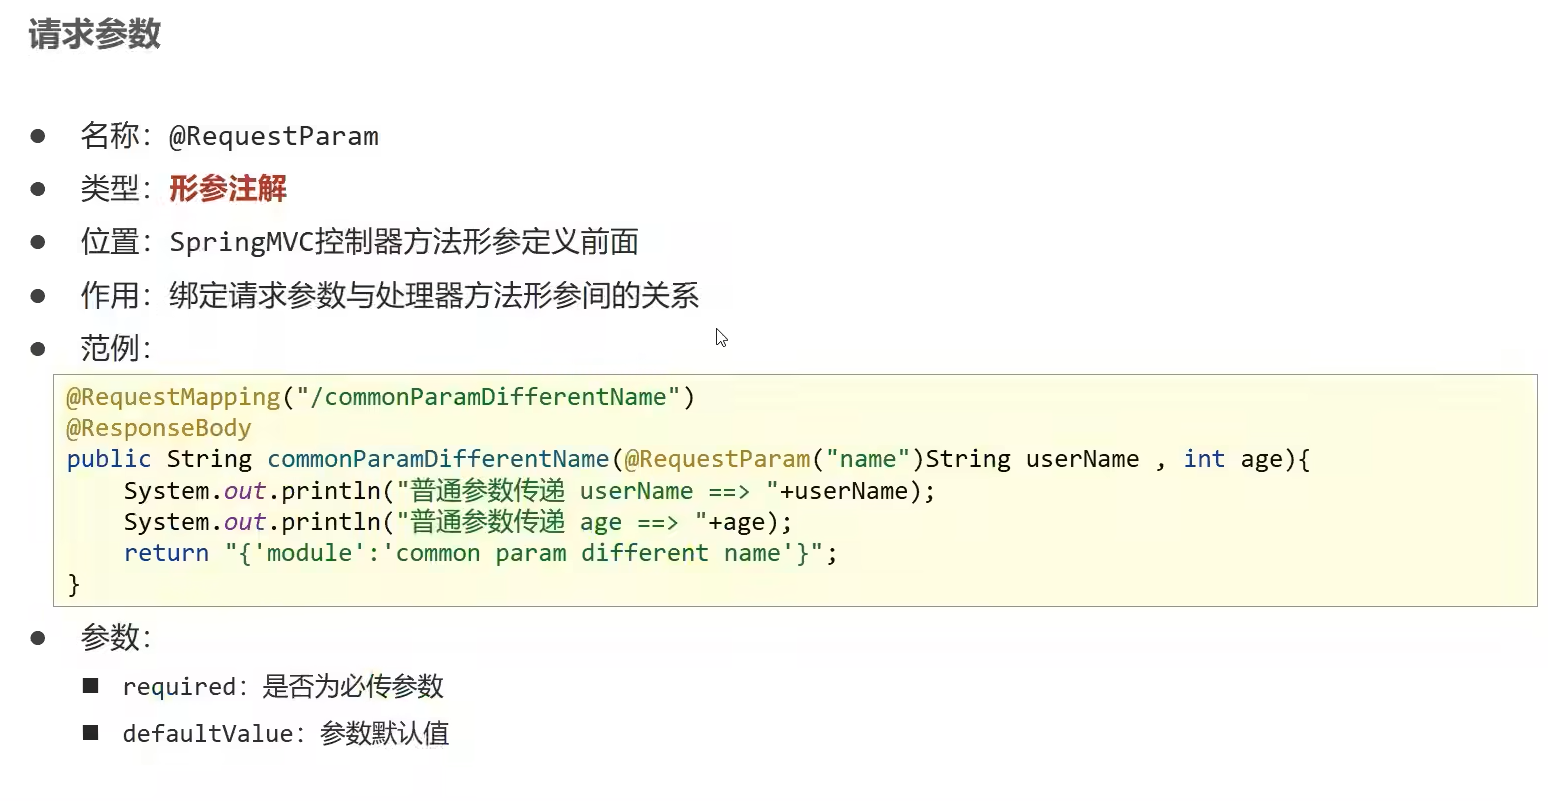 请求参数
名称：@RequestParam
类型：形参注解
位置：SpringMVC控制器方法形参定义前面
作用：绑定请求参数与处理器方法形参间的关系
范例：
@RequestMapping("/commonParamDifferentName")
@ResponseBody
public String commonParamDifferentName(@RequestParam("name")String userName , int age){
    System.out.println("普通参数传递 userName ==> "+userName);
    System.out.println("普通参数传递 age ==> "+age);
    return "{'module':'common param different name'}";
}
参数：
required：是否为必传参数
defaultValue：参数默认值